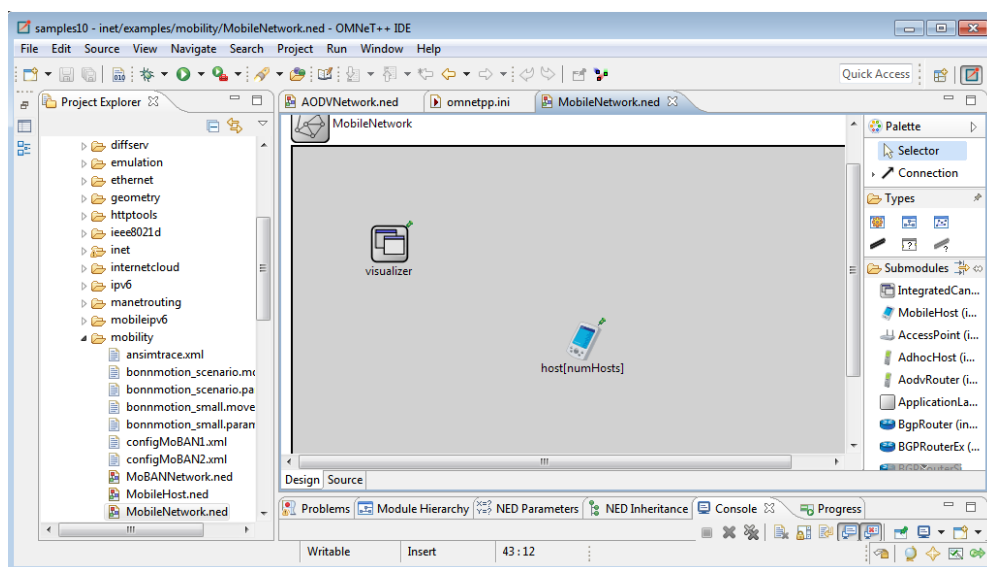 samples10 - inet/examples/mobility/MobileNetwork.ned - OMNeT++ IDE
File Edit Source View Navigate Search Project Run Window Help
Quick Access
Project Explorer
diffserv
emulation
ethernet
geometry
httptools
ieee8021d
inet
internetcloud
ipv6
manetrouting
mobileipv6
mobility
ansimtrace.xml
bonnmotion_scenario.mo
bonnmotion_scenario.pa
bonnmotion_small.move
bonnmotion_small.param
configMoBAN1.xml
configMoBAN2.xml
MoBANNetwork.ned
MobileHost.ned
MobileNetwork.ned
AODVNetwork.ned omnetpp.ini MobileNetwork.ned
MobileNetwork
visualizer
host[numHosts]
Design Source
Palette
Selector
Connection
Types
Submodules
IntegratedCan...
MobileHost (i...
AccessPoint (i...
AdhocHost (i...
AodvRouter (i...
ApplicationLa...
BgpRouter (in...
BGPRouterEx (...
Problems Module Hierarchy NED Parameters NED Inheritance Console Progress
Writable Insert 43 : 12